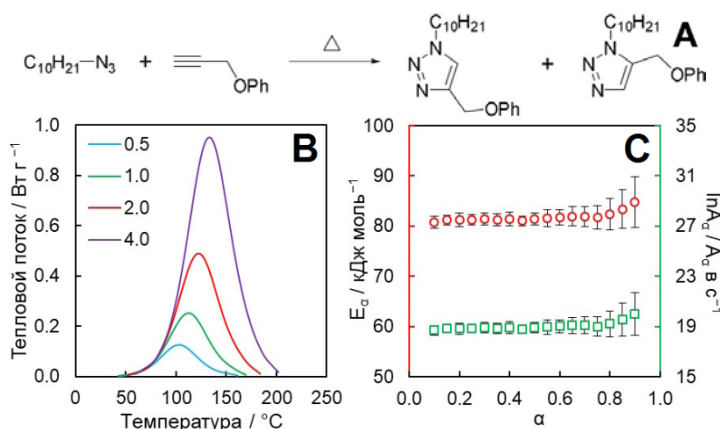 C₁₀H₂₁—N₃ + OPh △ C₁₀H₂₁ N N N OPh + C₁₀H₂₁ N N N OPh A
B
Тепловой поток / Вт г⁻¹
1.0
0.8
0.6
0.4
0.2
0.0
0.5
1.0
2.0
4.0
0 50 100 150 200 250
Температура / °C
C
Eα / кДж моль⁻¹
100
90
80
70
60
50
35
31
27
23
19
15
lnAα / Aα в с⁻¹
0.0 0.2 0.4 0.6 0.8 1.0
α